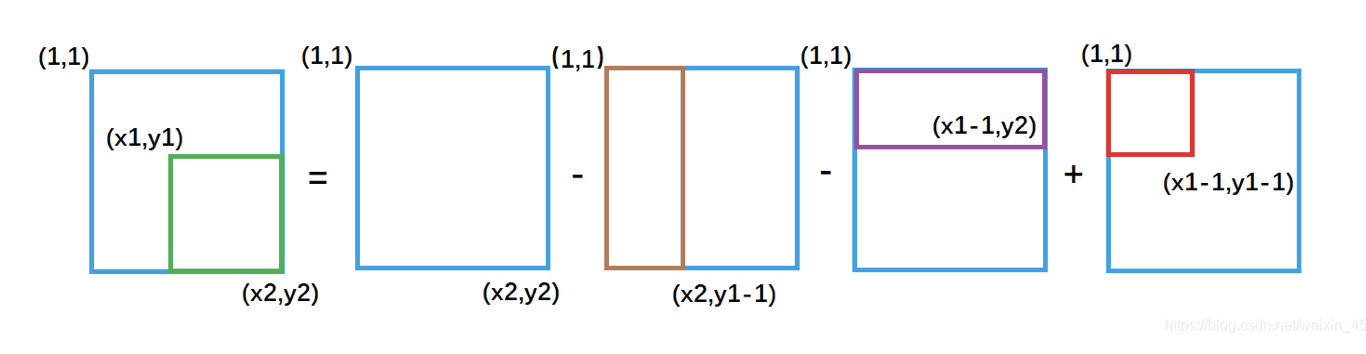 (1,1)
(x1,y1)
(x2,y2)
=
(1,1)
(x2,y2)
-
(1,1)
(x2,y1-1)
-
(1,1)
(x1-1,y2)
+
(1,1)
(x1-1,y1-1)
https://blog.csdn.net/weixin_45